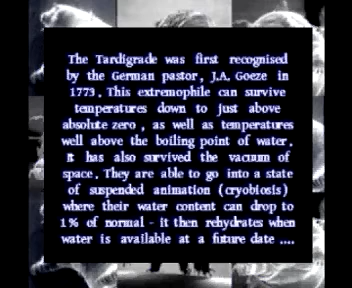 The Tardigrade was first recognised
by the German pastor, J.A. Goeze in
1773. This extremophile can survive
temperatures down to just above
absolute zero , as well as temperatures
well above the boiling point of water.
It has also survived the vacuum of
space. They are able to go into a state
of suspended animation (cryobiosis)
where their water content can drop to
1% of normal - it then rehydrates when
water is available at a future date ....